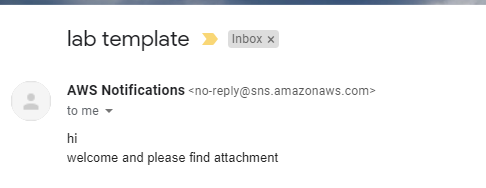 lab template Inbox ×
AWS Notifications <no-reply@sns.amazonaws.com>
to me
hi
welcome and please find attachment